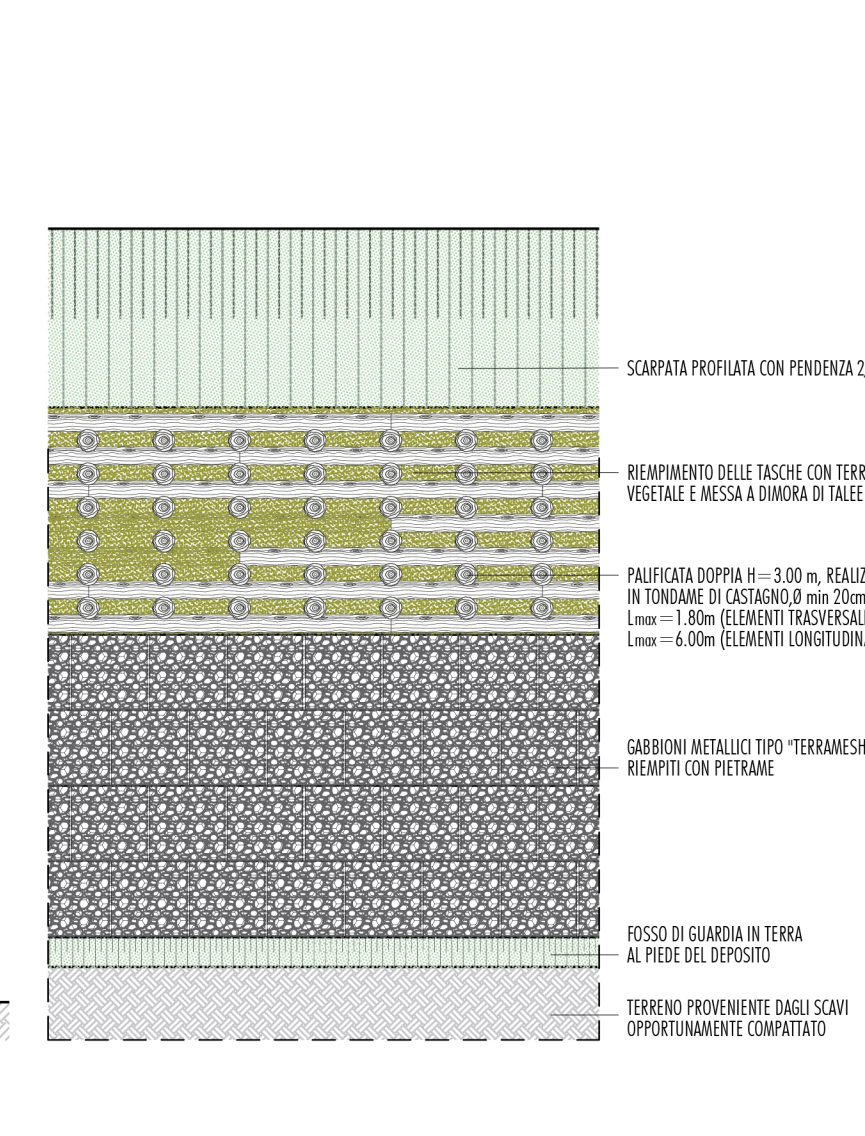 SCARPATA PROFILATA CON PENDENZA 2
RIEMPIMENTO DELLE TASCHE CON TERR
VEGETALE E MESSA A DIMORA DI TALEE
PALIFICATA DOPPIA H=3.00 m, REALIZ
IN TONDAME DI CASTAGNO,Ø min 20cm
Lmax=1.80m (ELEMENTI TRASVERSAL
Lmax=6.00m (ELEMENTI LONGITUDIN
GABBIONI METALLICI TIPO "TERRAMESH
RIEMPITI CON PIETRAME
FOSSO DI GUARDIA IN TERRA
AL PIEDE DEL DEPOSITO
TERRENO PROVENIENTE DAGLI SCAVI
OPPORTUNAMENTE COMPATTATO